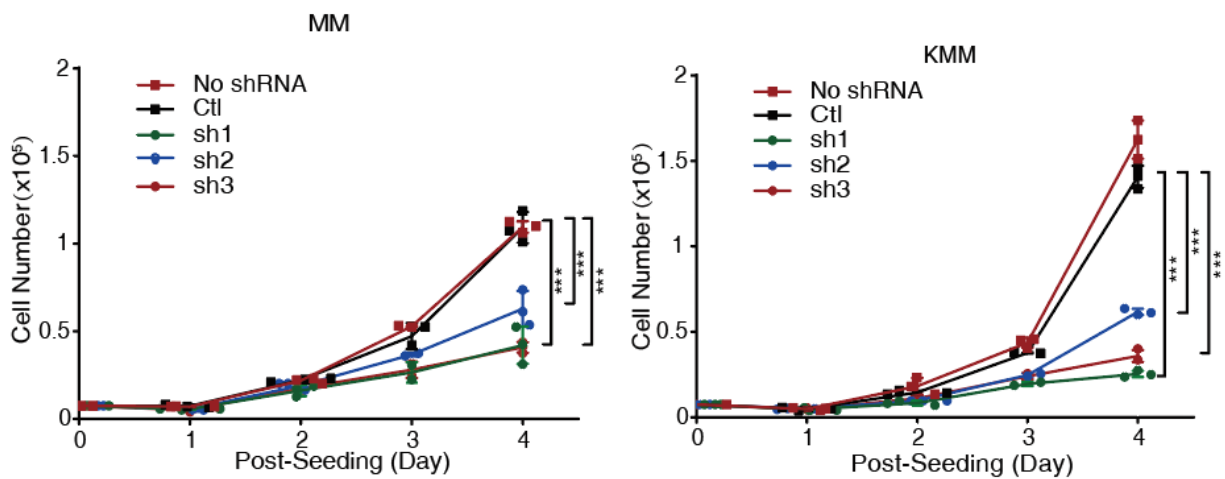 MM
2
1.5
1
0.5
0
Cell Number (x10⁵)
No shRNA
Ctl
sh1
sh2
sh3
***
***
***
0 1 2 3 4
Post-Seeding (Day)
KMM
2
1.5
1
0.5
0
Cell Number (x10⁵)
No shRNA
Ctl
sh1
sh2
sh3
***
***
***
0 1 2 3 4
Post-Seeding (Day)